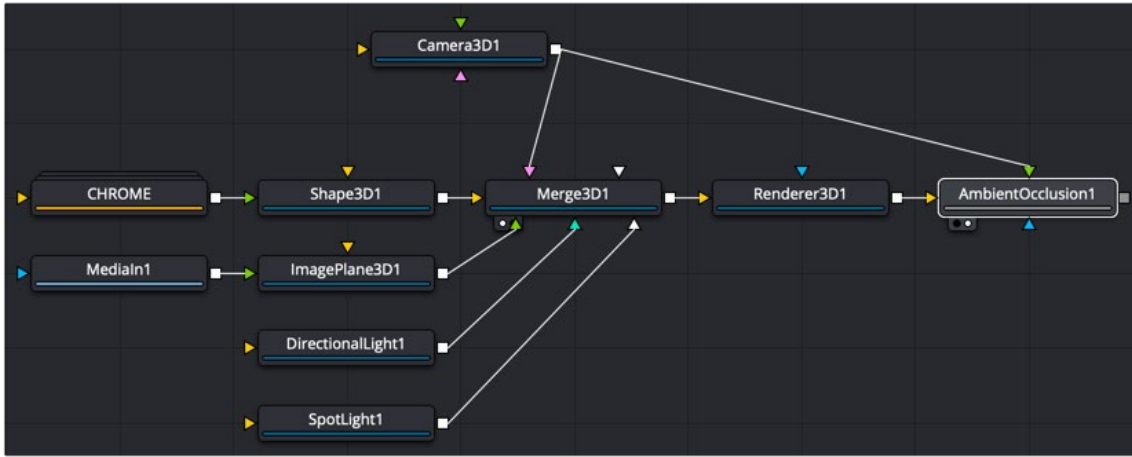 Camera3D1
CHROME
Shape3D1
Merge3D1
Renderer3D1
AmbientOcclusion1
MediaIn1
ImagePlane3D1
DirectionalLight1
SpotLight1